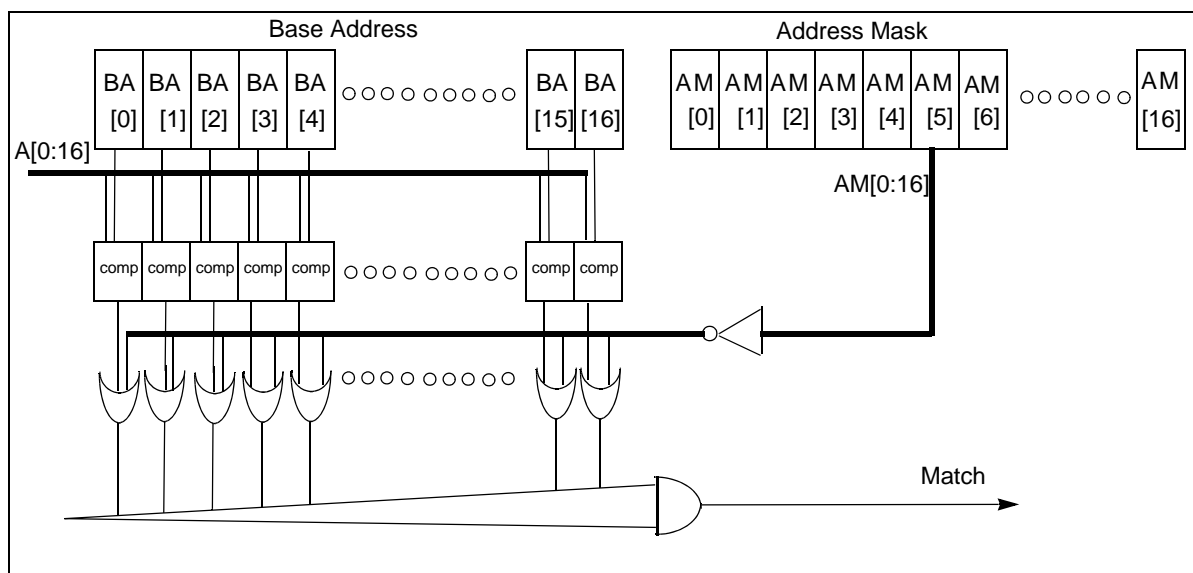 Base Address
Address Mask
BA BA BA BA BA BA BA AM AM AM AM AM AM AM AM
[0] [1] [2] [3] [4] [15] [16] [0] [1] [2] [3] [4] [5] [6] [16]
A[0:16]
AM[0:16]
comp comp comp comp comp comp comp
Match